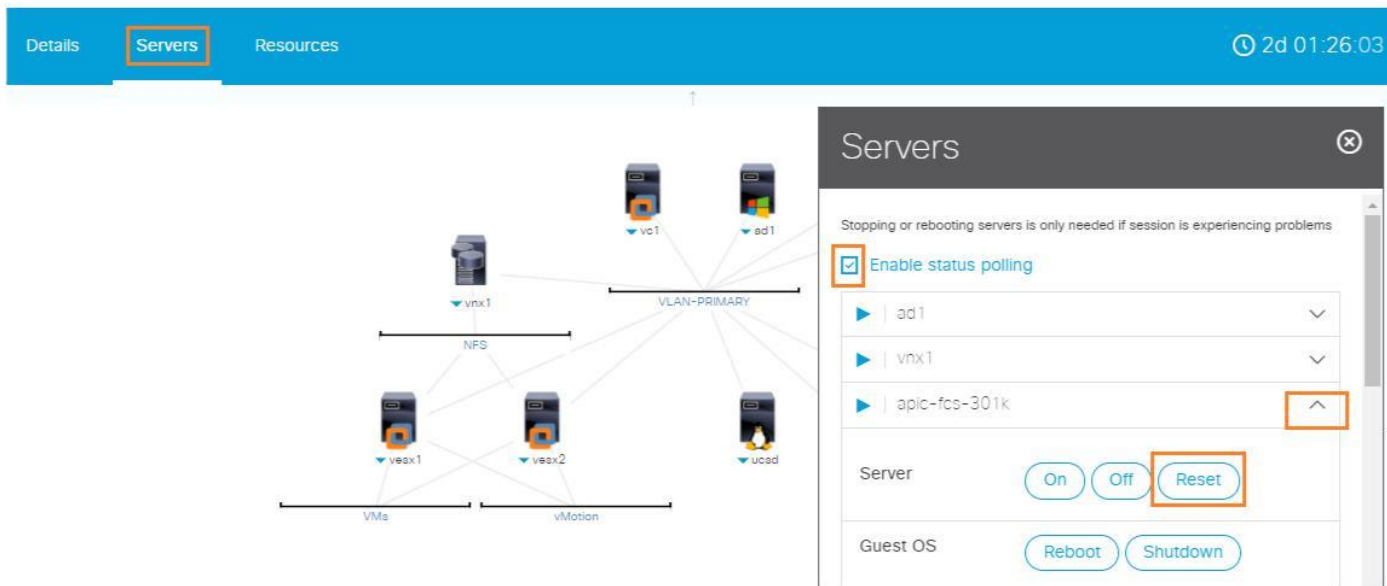 Details Servers Resources 2d 01:26:03
Servers
Stopping or rebooting servers is only needed if session is experiencing problems
Enable status polling
ad1
vnx1
apic-fcs-301k
Server On Off Reset
Guest OS Reboot Shutdown
vc1 ad1
vnx1 VLAN-PRIMARY
NFS
vesx1 vesx2 ucsd
VMs vMotion